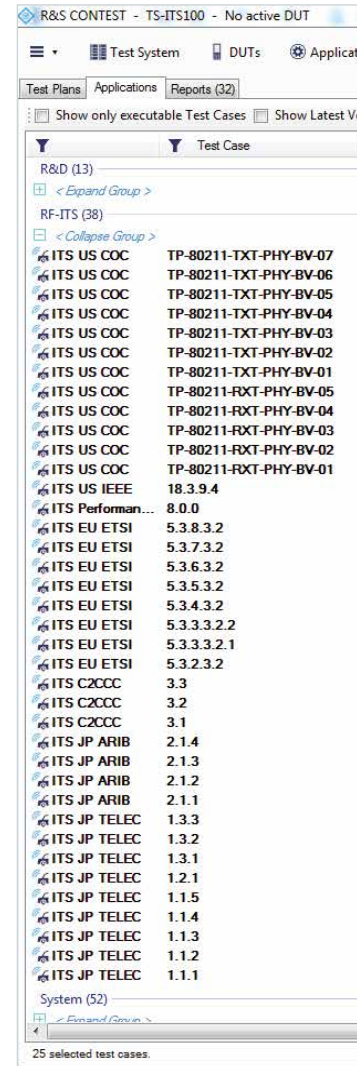 R&S CONTEST - TS-ITS100 - No active DUT
Test System DUTs Applicat
Test Plans Applications Reports (32)
Show only executable Test Cases Show Latest Ve
Test Case
R&D (13)
< Expand Group >
RF-ITS (38)
< Collapse Group >
ITS US COC TP-80211-TXT-PHY-BV-07
ITS US COC TP-80211-TXT-PHY-BV-06
ITS US COC TP-80211-TXT-PHY-BV-05
ITS US COC TP-80211-TXT-PHY-BV-04
ITS US COC TP-80211-TXT-PHY-BV-03
ITS US COC TP-80211-TXT-PHY-BV-02
ITS US COC TP-80211-TXT-PHY-BV-01
ITS US COC TP-80211-RXT-PHY-BV-05
ITS US COC TP-80211-RXT-PHY-BV-04
ITS US COC TP-80211-RXT-PHY-BV-03
ITS US COC TP-80211-RXT-PHY-BV-02
ITS US COC TP-80211-RXT-PHY-BV-01
ITS US IEEE 18.3.9.4
ITS Performan... 8.0.0
ITS EU ETSI 5.3.8.3.2
ITS EU ETSI 5.3.7.3.2
ITS EU ETSI 5.3.6.3.2
ITS EU ETSI 5.3.5.3.2
ITS EU ETSI 5.3.4.3.2
ITS EU ETSI 5.3.3.3.2.2
ITS EU ETSI 5.3.3.3.2.1
ITS EU ETSI 5.3.2.3.2
ITS C2CCC 3.3
ITS C2CCC 3.2
ITS C2CCC 3.1
ITS JP ARIB 2.1.4
ITS JP ARIB 2.1.3
ITS JP ARIB 2.1.2
ITS JP ARIB 2.1.1
ITS JP TELEC 1.3.3
ITS JP TELEC 1.3.2
ITS JP TELEC 1.3.1
ITS JP TELEC 1.2.1
ITS JP TELEC 1.1.5
ITS JP TELEC 1.1.4
ITS JP TELEC 1.1.3
ITS JP TELEC 1.1.2
ITS JP TELEC 1.1.1
System (52)
< Expand Group >
25 selected test cases.